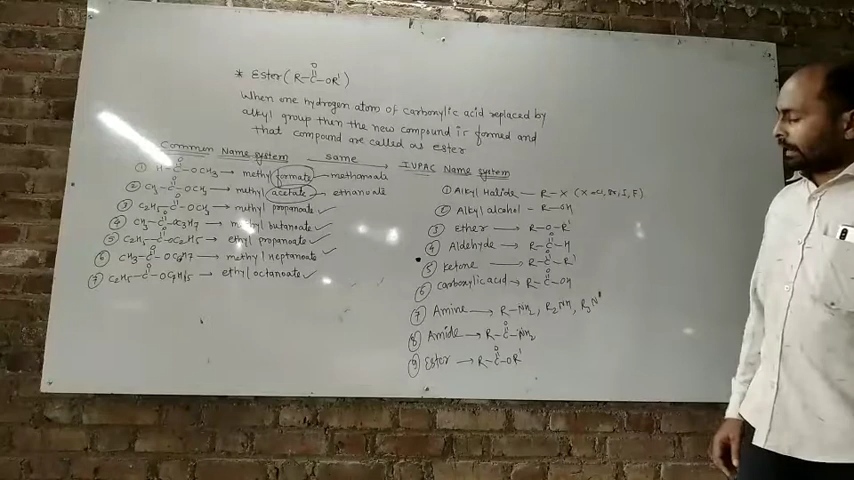 * Ester (R-C-OR')
O
When one hydrogen atom of carboxylic acid replaced by
alkyl group then the new compound is formed and
that compound are called as ester
Common Name system same IUPAC Name system
① H-C-OCH3 → methyl formate — methanoate
② CH3-C-OCH3 → methyl acetate — ethanoate
③ C2H5-C-OCH3 → methyl propanoate ✓
④ CH3-C-OC3H7 → methyl butanoate ✓
⑤ C2H5-C-OC2H5 → ethyl propanoate ✓
⑥ CH3-C- → methyl heptanoate ✓
⑦ C2H5-C- → ethyl octanoate ✓
① Alkyl Halide — R-X (X=Cl, Br, I, F)
② Alkyl alcohol - R-OH
③ Ether → R-O-R'
④ Aldehyde → R-C-H
O
⑤ Ketone → R-C-R'
O
⑥ Carboxylic acid → R-C-OH
O
⑦ Amine → R-NH2, R2NH, R3N
⑧ Amide → R-C-NH2
O
⑨ Ester → R-C-OR'
O